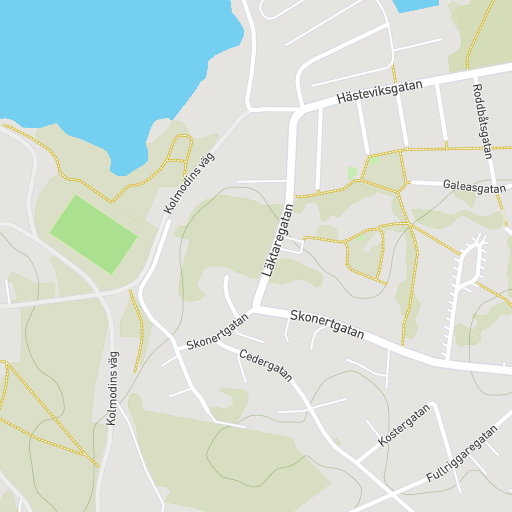 Hästeviksgatan
Roddbåtsgatan
Kolmodins väg
Galeasgatan
Läktaregatan
Skonertgatan
Skonertgatan
Cedergatan
Kolmodins väg
Kostergatan
Fullriggaregatan